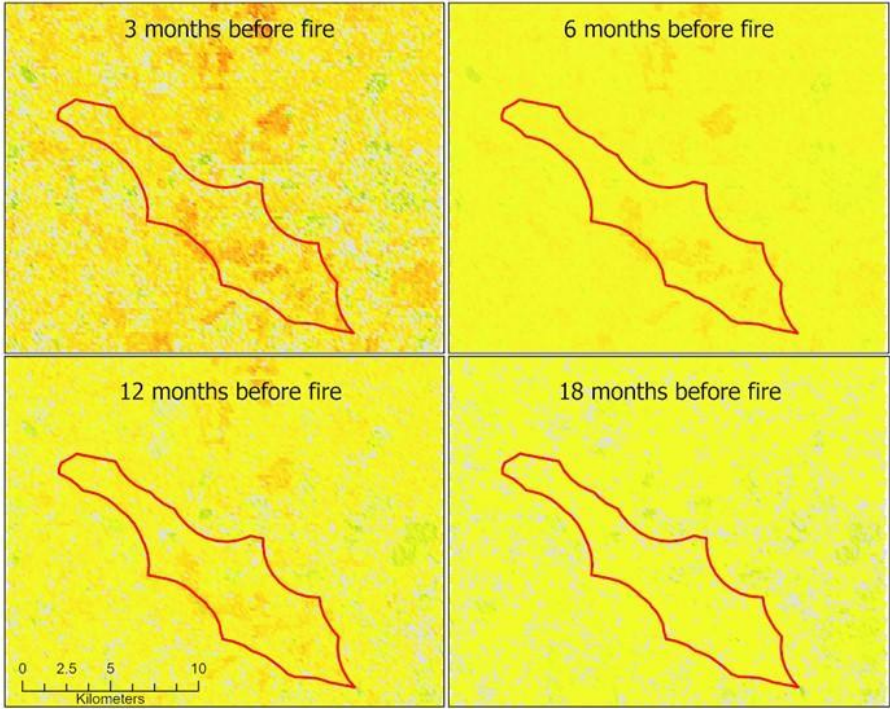 3 months before fire
6 months before fire
12 months before fire
18 months before fire
0 2.5 5 10
Kilometers